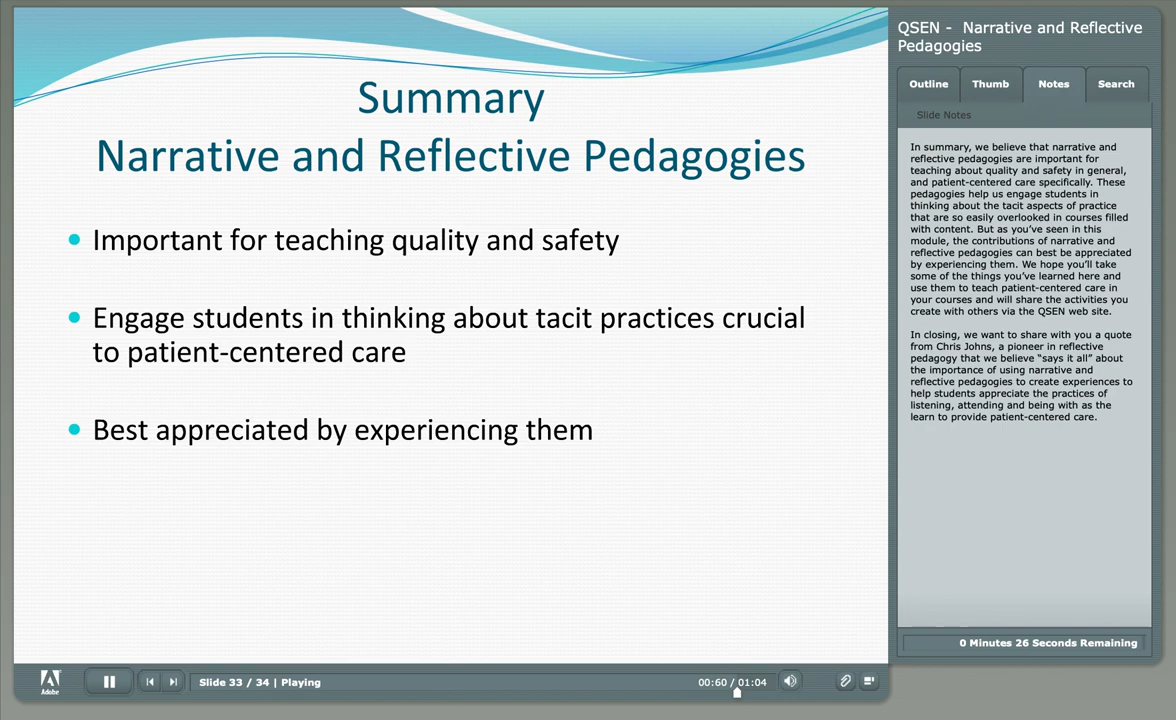 Summary
Narrative and Reflective Pedagogies
Important for teaching quality and safety
Engage students in thinking about tacit practices crucial
to patient-centered care
Best appreciated by experiencing them
QSEN - Narrative and Reflective
Pedagogies
Outline Thumb Notes Search
Slide Notes
In summary, we believe that narrative and
reflective pedagogies are important for
teaching about quality and safety in general,
and patient-centered care specifically. These
pedagogies help us engage students in
thinking about the tacit aspects of practice
that are so easily overlooked in courses filled
with content. But as you’ve seen in this
module, the contributions of narrative and
reflective pedagogies can best be appreciated
by experiencing them. We hope you’ll take
some of the things you’ve learned here and
use them to teach patient-centered care in
your courses and will share the activities you
create with others via the QSEN web site.
In closing, we want to share with you a quote
from Chris Johns, a pioneer in reflective
pedagogy that we believe “says it all” about
the importance of using narrative and
reflective pedagogies to create experiences to
help students appreciate the practices of
listening, attending and being with as the
learn to provide patient-centered care.
0 Minutes 26 Seconds Remaining
Adobe
Slide 33 / 34 | Playing
00:60 / 01:04